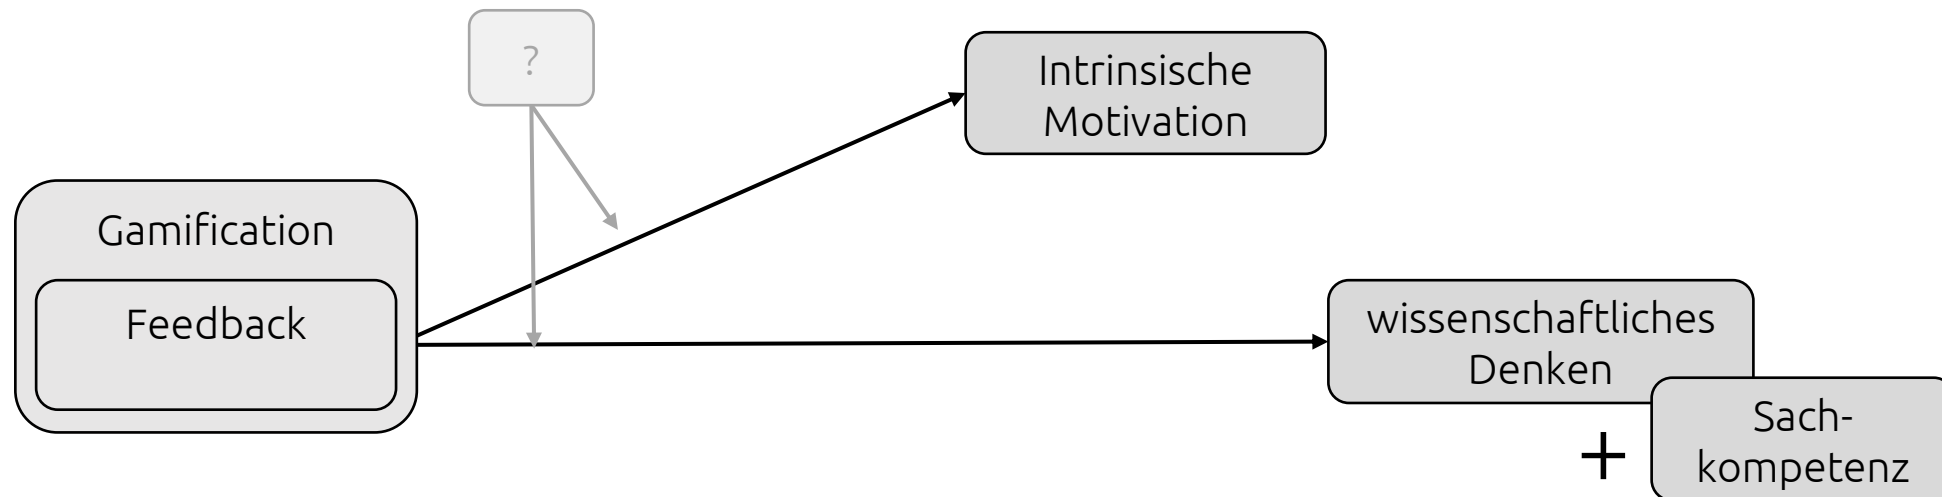 ?
Intrinsische
Motivation
Gamification
Feedback
wissenschaftliches
Denken
+
Sach-
kompetenz